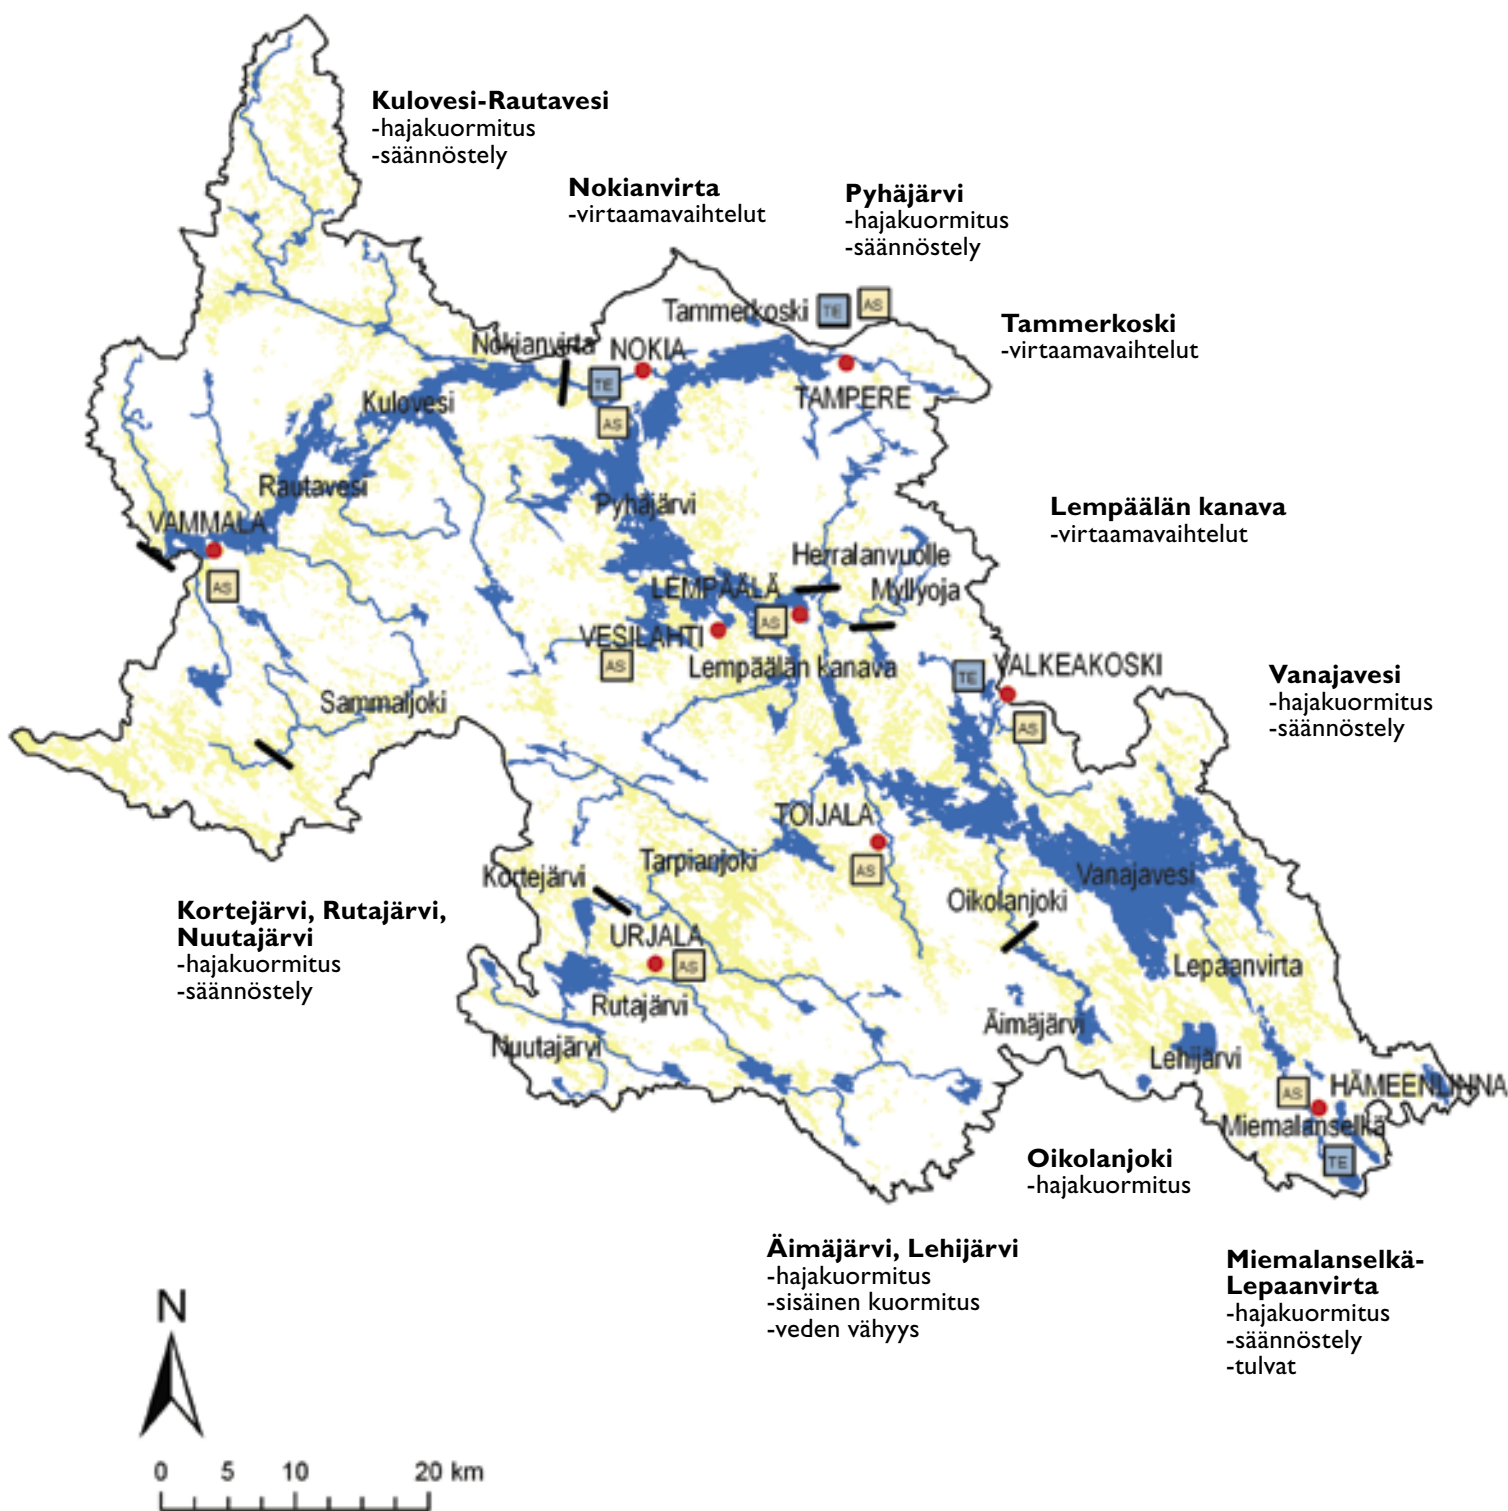 Kulovesi-Rautavesi
-hajakuormitus
-säännöstely
Nokianvirta
-virtaamavaihtelut
Pyhäjärvi
-hajakuormitus
-säännöstely
Tammerkoski
TE
AS
Tammerkoski
-virtaamavaihtelut
Nokianvirta
NOKIA
TE
AS
TAMPERE
Kulovesi
Rautavesi
Pyhäjärvi
VAMMALA
AS
Lempäälän kanava
-virtaamavaihtelut
Herralanvuolle
LEMPÄÄLÄ
Myllyoja
AS
VESILAHTI
AS
Lempäälän kanava
TE
VALKEAKOSKI
AS
Vanajavesi
-hajakuormitus
-säännöstely
Sammaljoki
TOIJALA
AS
Tarpianjoki
Kortejärvi
Vanajavesi
Oikolanjoki
Kortejärvi, Rutajärvi,
Nuutajärvi
-hajakuormitus
-säännöstely
URJALA
AS
Lepaanvirta
Rutajärvi
Nuutajärvi
Äimäjärvi
Lehijärvi
AS
HÄMEENLINNA
Miemalanselkä
TE
Oikolanjoki
-hajakuormitus
Äimäjärvi, Lehijärvi
-hajakuormitus
-sisäinen kuormitus
-veden vähyys
Miemalanselkä-
Lepaanvirta
-hajakuormitus
-säännöstely
-tulvat
N
0 5 10 20 km